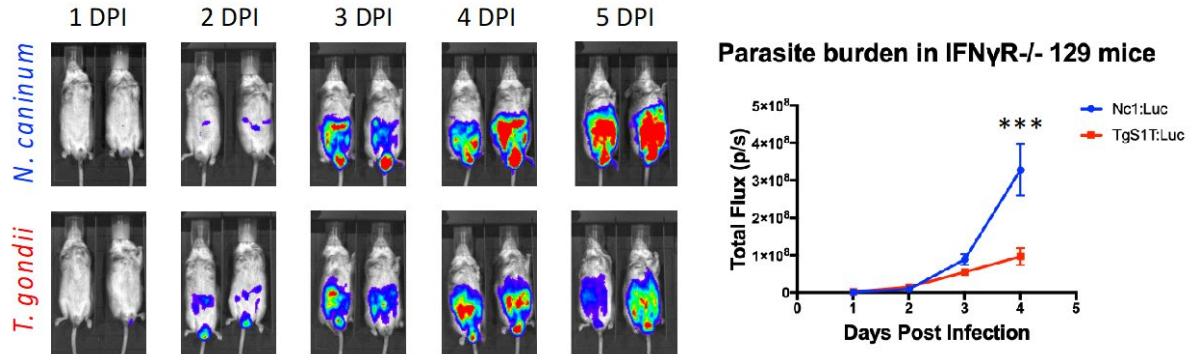 1 DPI 2 DPI 3 DPI 4 DPI 5 DPI
N. caninum
T. gondii
Parasite burden in IFNγR-/- 129 mice
Total Flux (p/s)
5×10⁸
4×10⁸
3×10⁸
2×10⁸
1×10⁸
0
***
Nc1:Luc
TgS1T:Luc
0 1 2 3 4 5
Days Post Infection